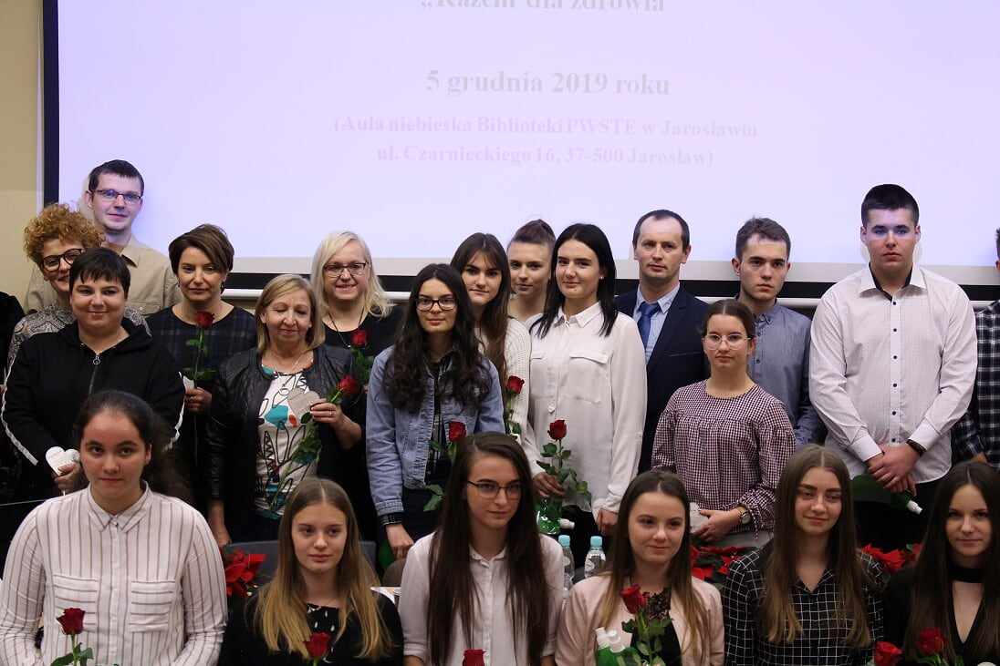 „Razem dla zdrowia”
5 grudnia 2019 roku
(Aula niebieska Biblioteki PWSTE w Jarosławiu
ul. Czarnieckiego 16, 37-500 Jarosław)